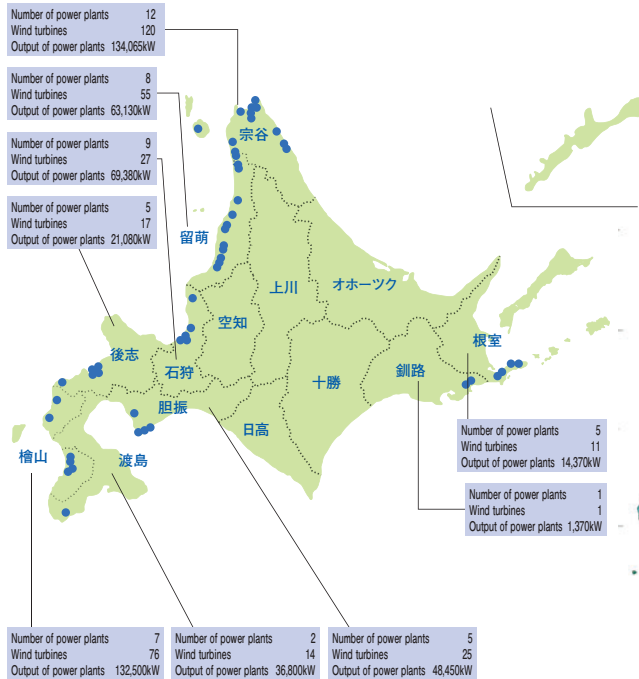 Number of power plants 12
Wind turbines 120
Output of power plants 134,065kW
Number of power plants 8
Wind turbines 55
Output of power plants 63,130kW
宗谷
Number of power plants 9
Wind turbines 27
Output of power plants 69,380kW
Number of power plants 5
Wind turbines 17
Output of power plants 21,080kW
留萌
上川
オホーツク
空知
根室
後志
石狩
釧路
十勝
胆振
日高
檜山
渡島
Number of power plants 5
Wind turbines 11
Output of power plants 14,370kW
Number of power plants 1
Wind turbines 1
Output of power plants 1,370kW
Number of power plants 7
Wind turbines 76
Output of power plants 132,500kW
Number of power plants 2
Wind turbines 14
Output of power plants 36,800kW
Number of power plants 5
Wind turbines 25
Output of power plants 48,450kW